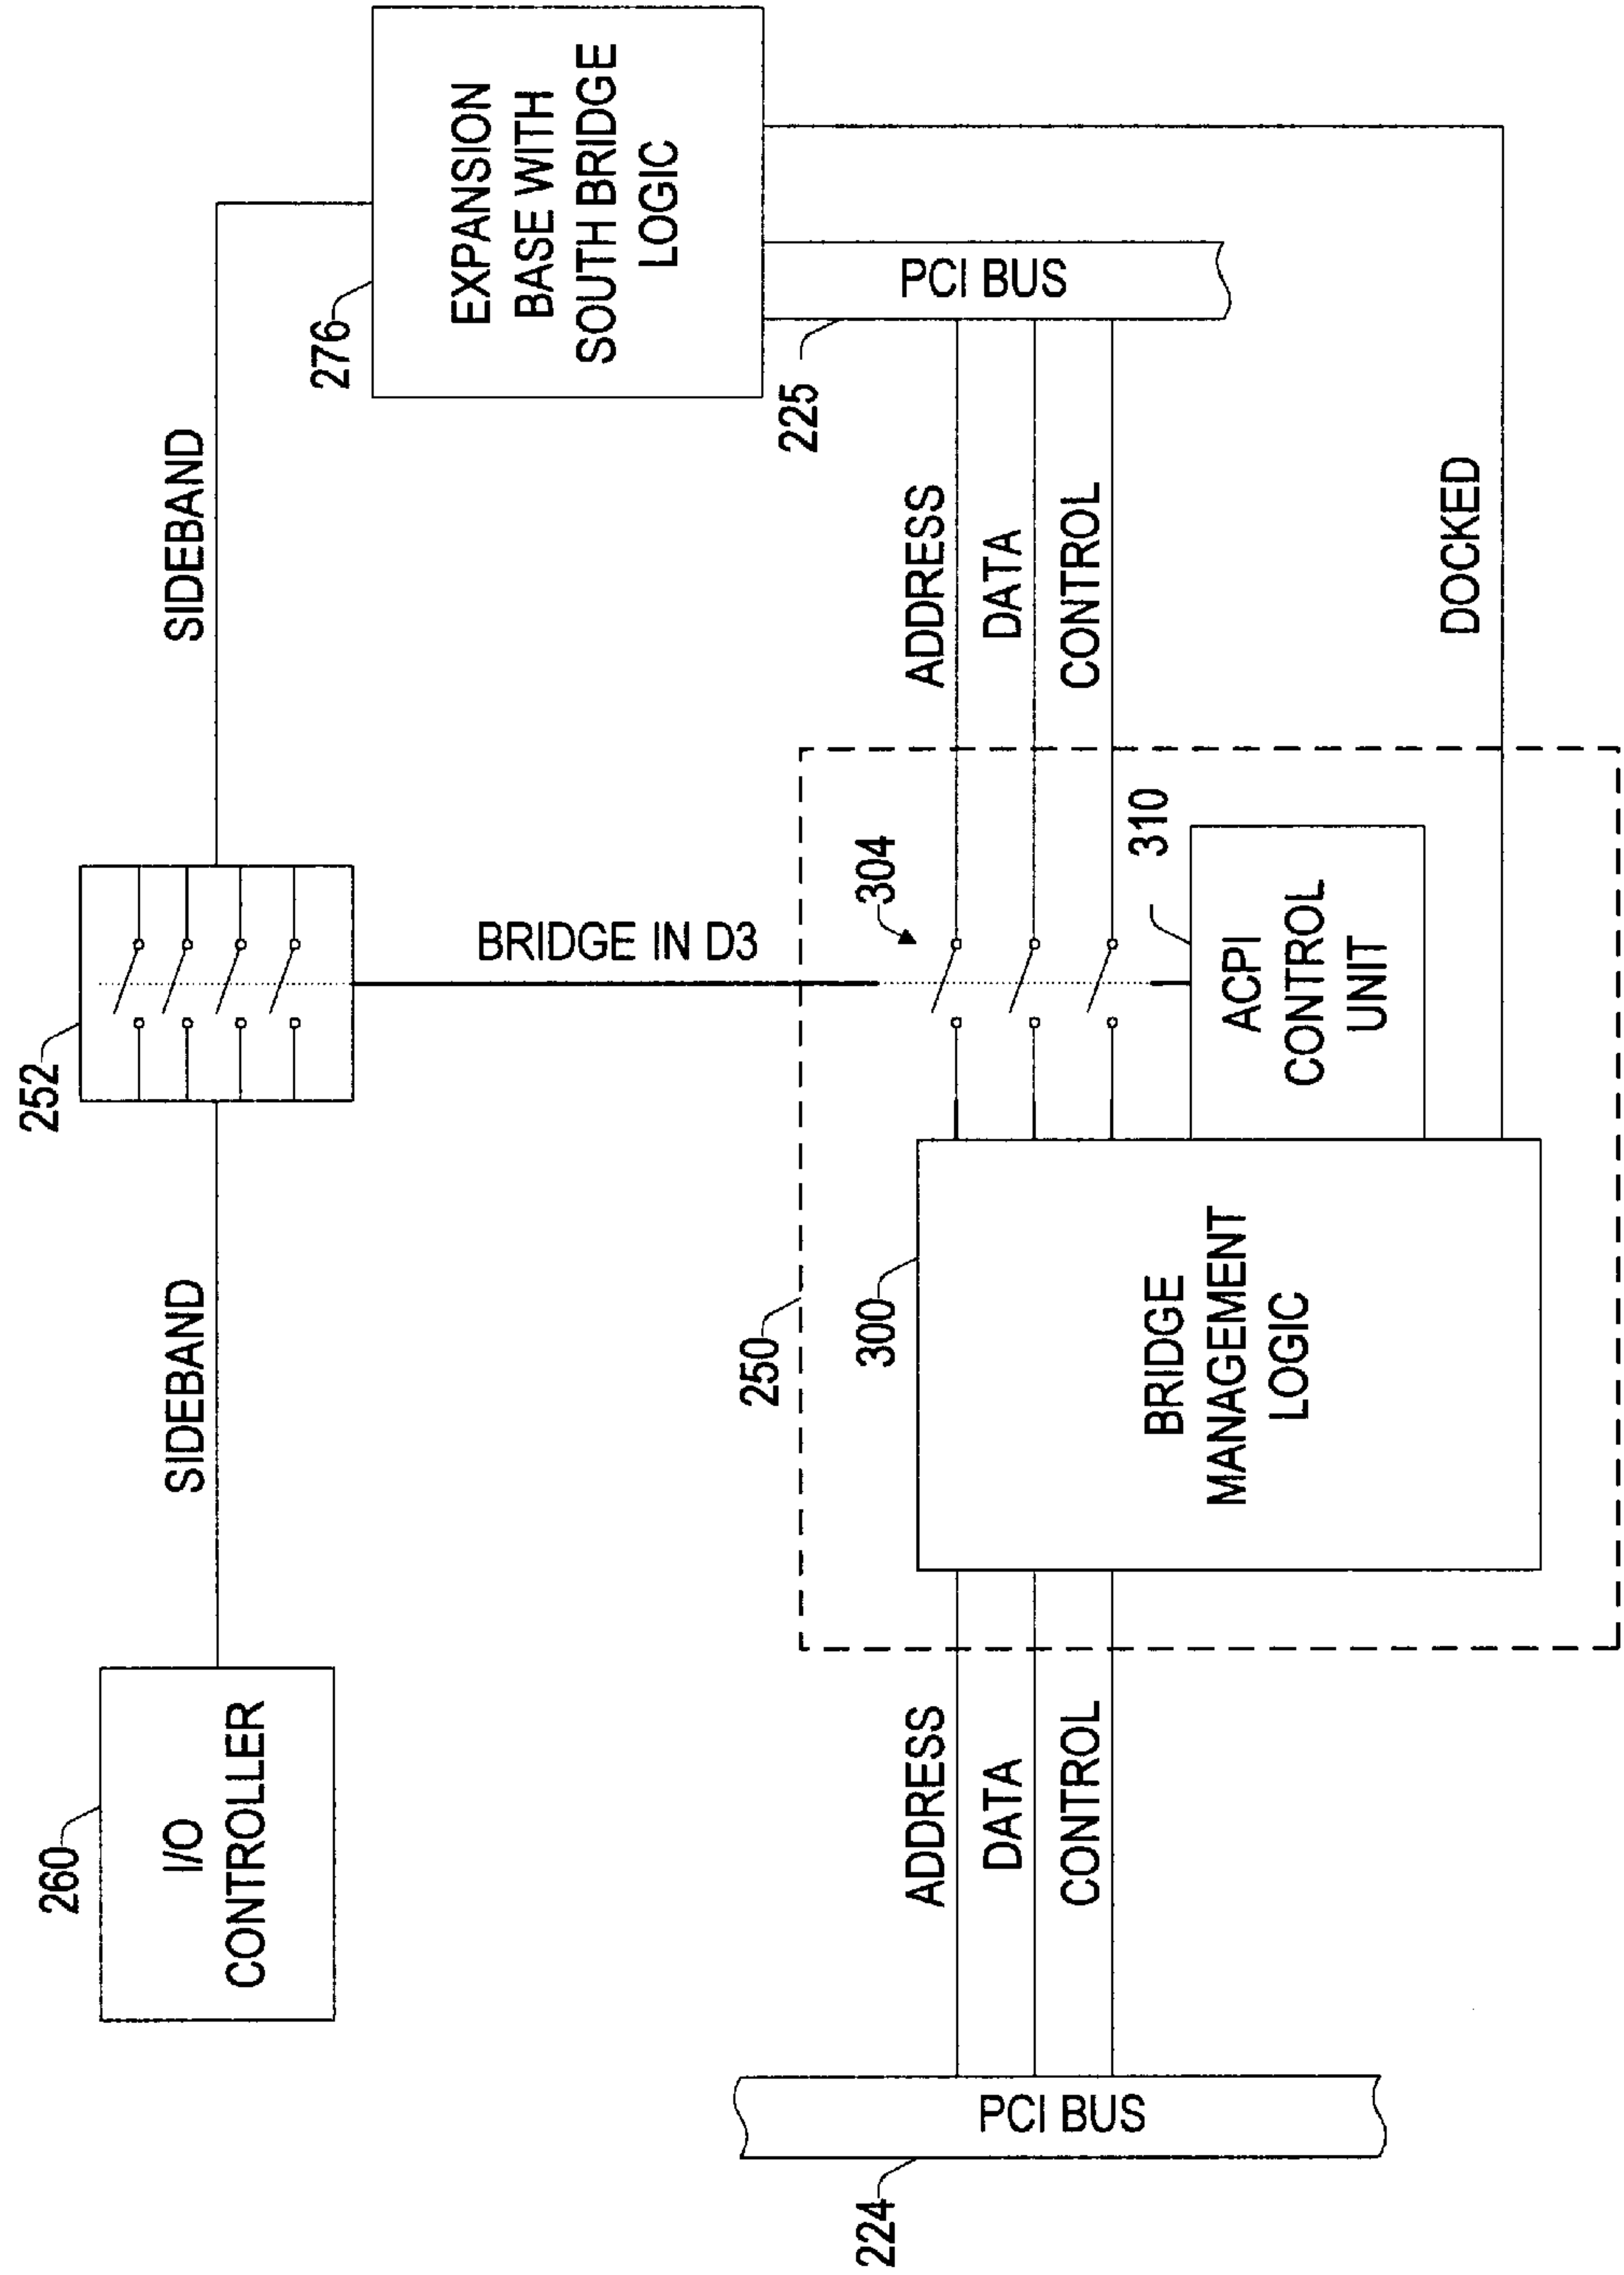 260
I/O
CONTROLLER
SIDEBAND
252
SIDEBAND
276
EXPANSION
BASE WITH
SOUTH BRIDGE
LOGIC
BRIDGE IN D3
224
PCI BUS
ADDRESS
DATA
CONTROL
250
300
BRIDGE
MANAGEMENT
LOGIC
304
310
ACPI
CONTROL
UNIT
ADDRESS
DATA
CONTROL
225
PCI BUS
DOCKED